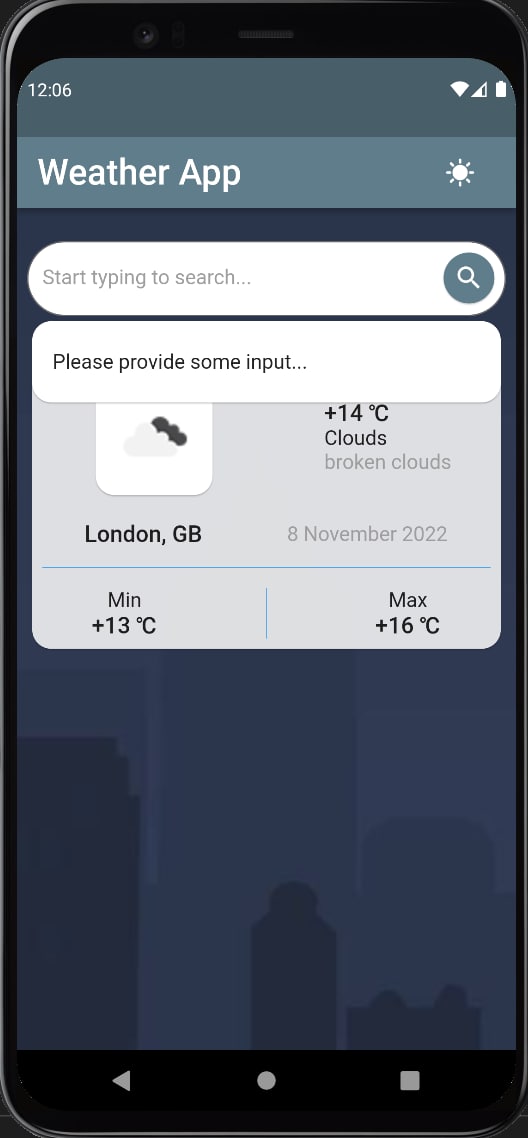 12:06
Weather App
Start typing to search...
Please provide some input...
+14 ℃
Clouds
broken clouds
London, GB
8 November 2022
Min
Max
+13 ℃
+16 ℃